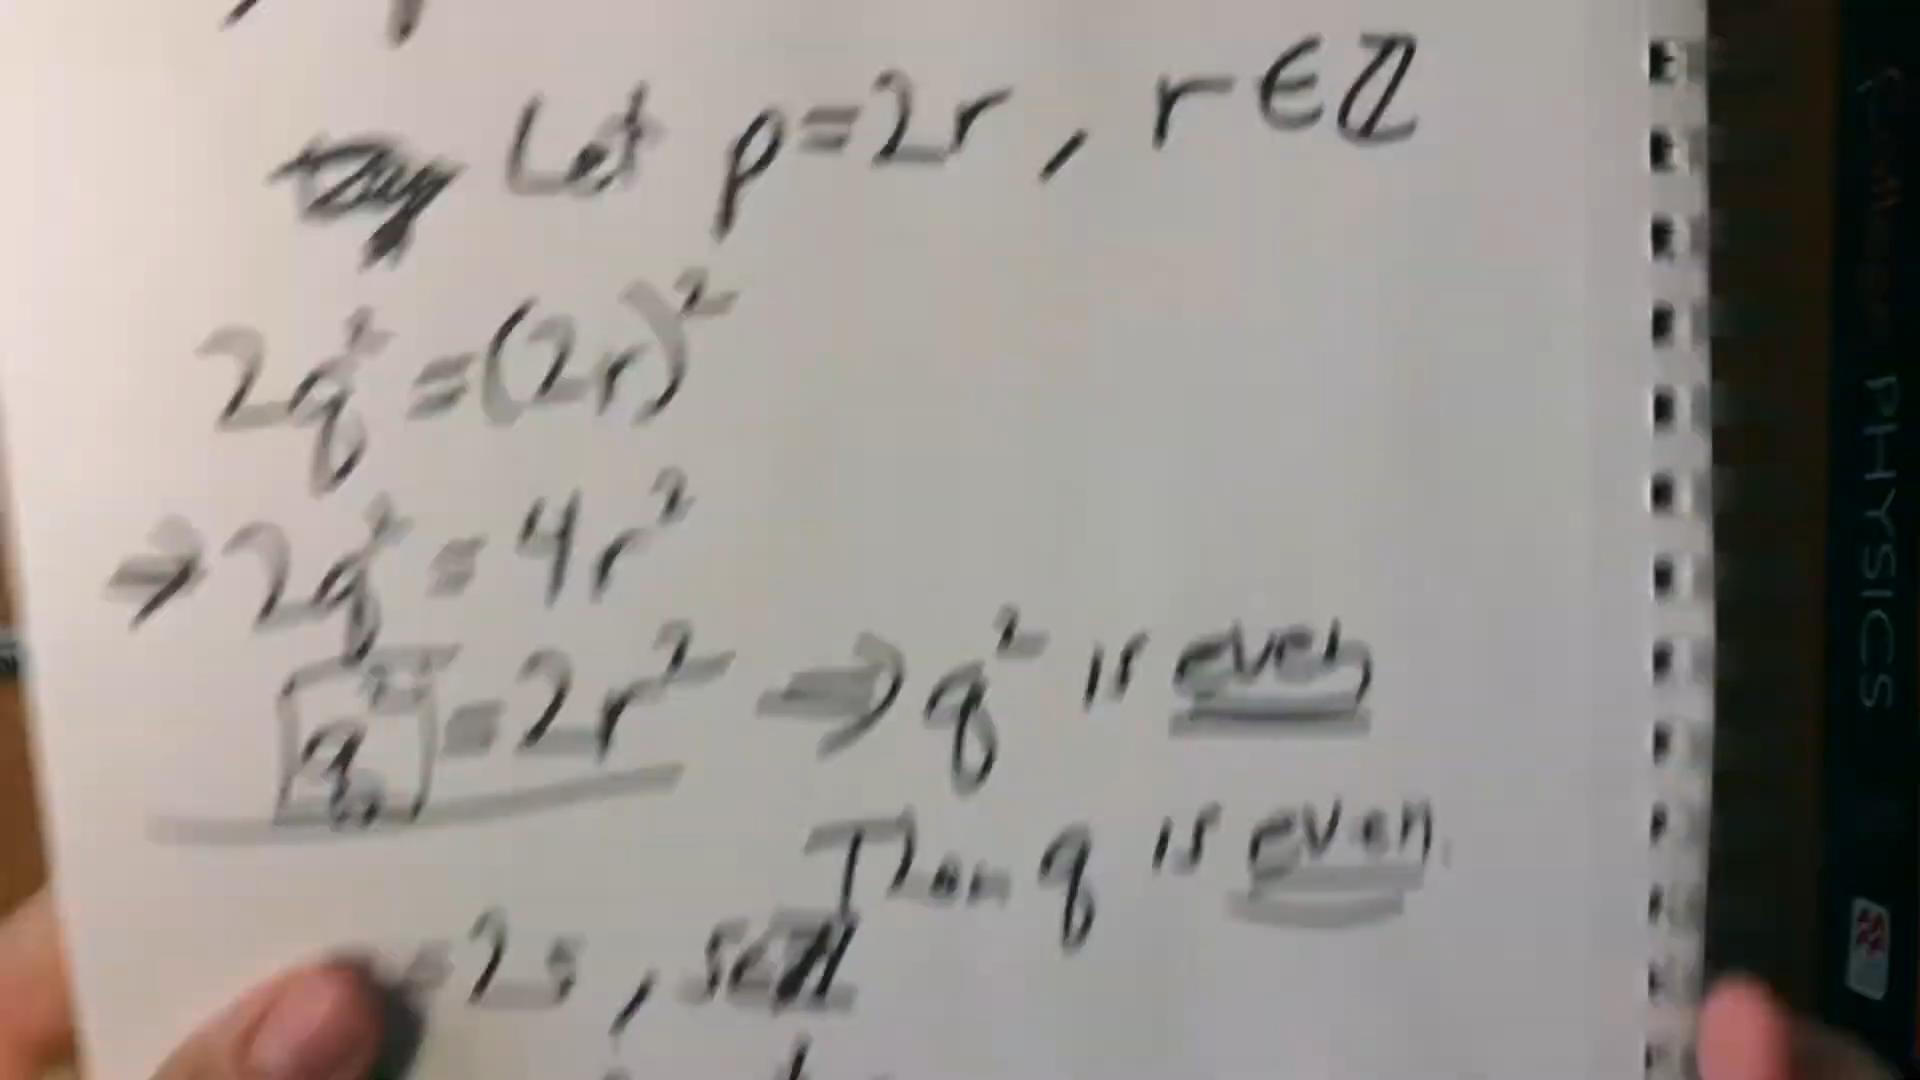 Let p=2r, r∈ℤ
2q²=(2r)²
→2q²=4r²
q²=2r² → q² is even
Then q is even
=2s, s∈ℤ
PHYSICS